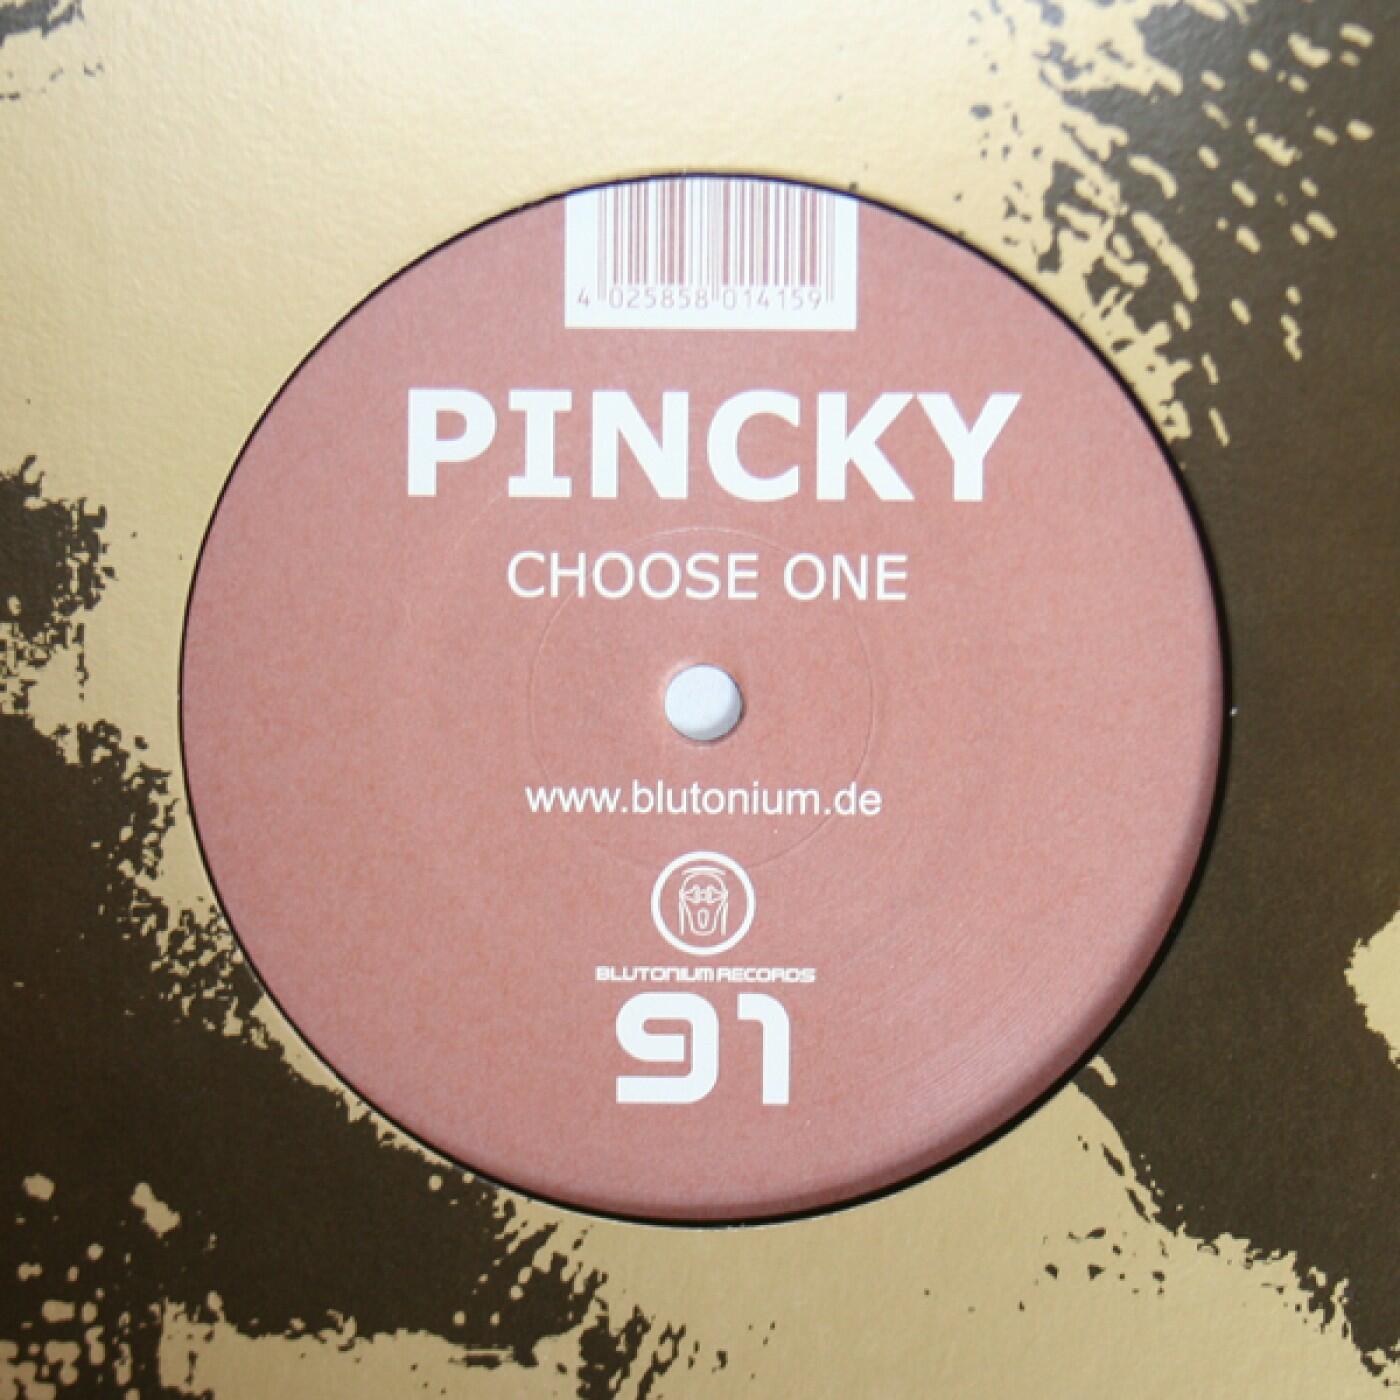 4 025858 014159
PINCKY
CHOOSE ONE
www.blutonium.de
BLUTONIUM RECORDS
91